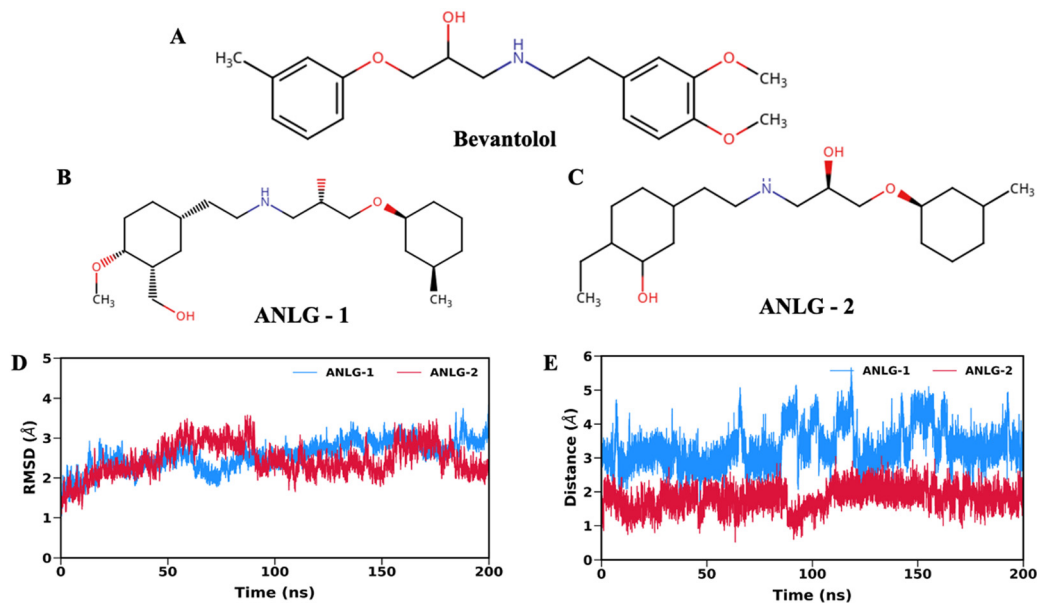 A
OH
H
N
H₃C
O
O
CH₃
O
CH₃
Bevantolol
B
H
N
O
O
CH₃
OH
CH₃
ANLG - 1
C
OH
H
N
O
CH₃
CH₃
OH
ANLG - 2
D
5
4
3
2
1
0
RMSD (Å)
ANLG-1 ANLG-2
0 50 100 150 200
Time (ns)
E
6
5
4
3
2
1
0
Distance (Å)
ANLG-1 ANLG-2
0 50 100 150 200
Time (ns)